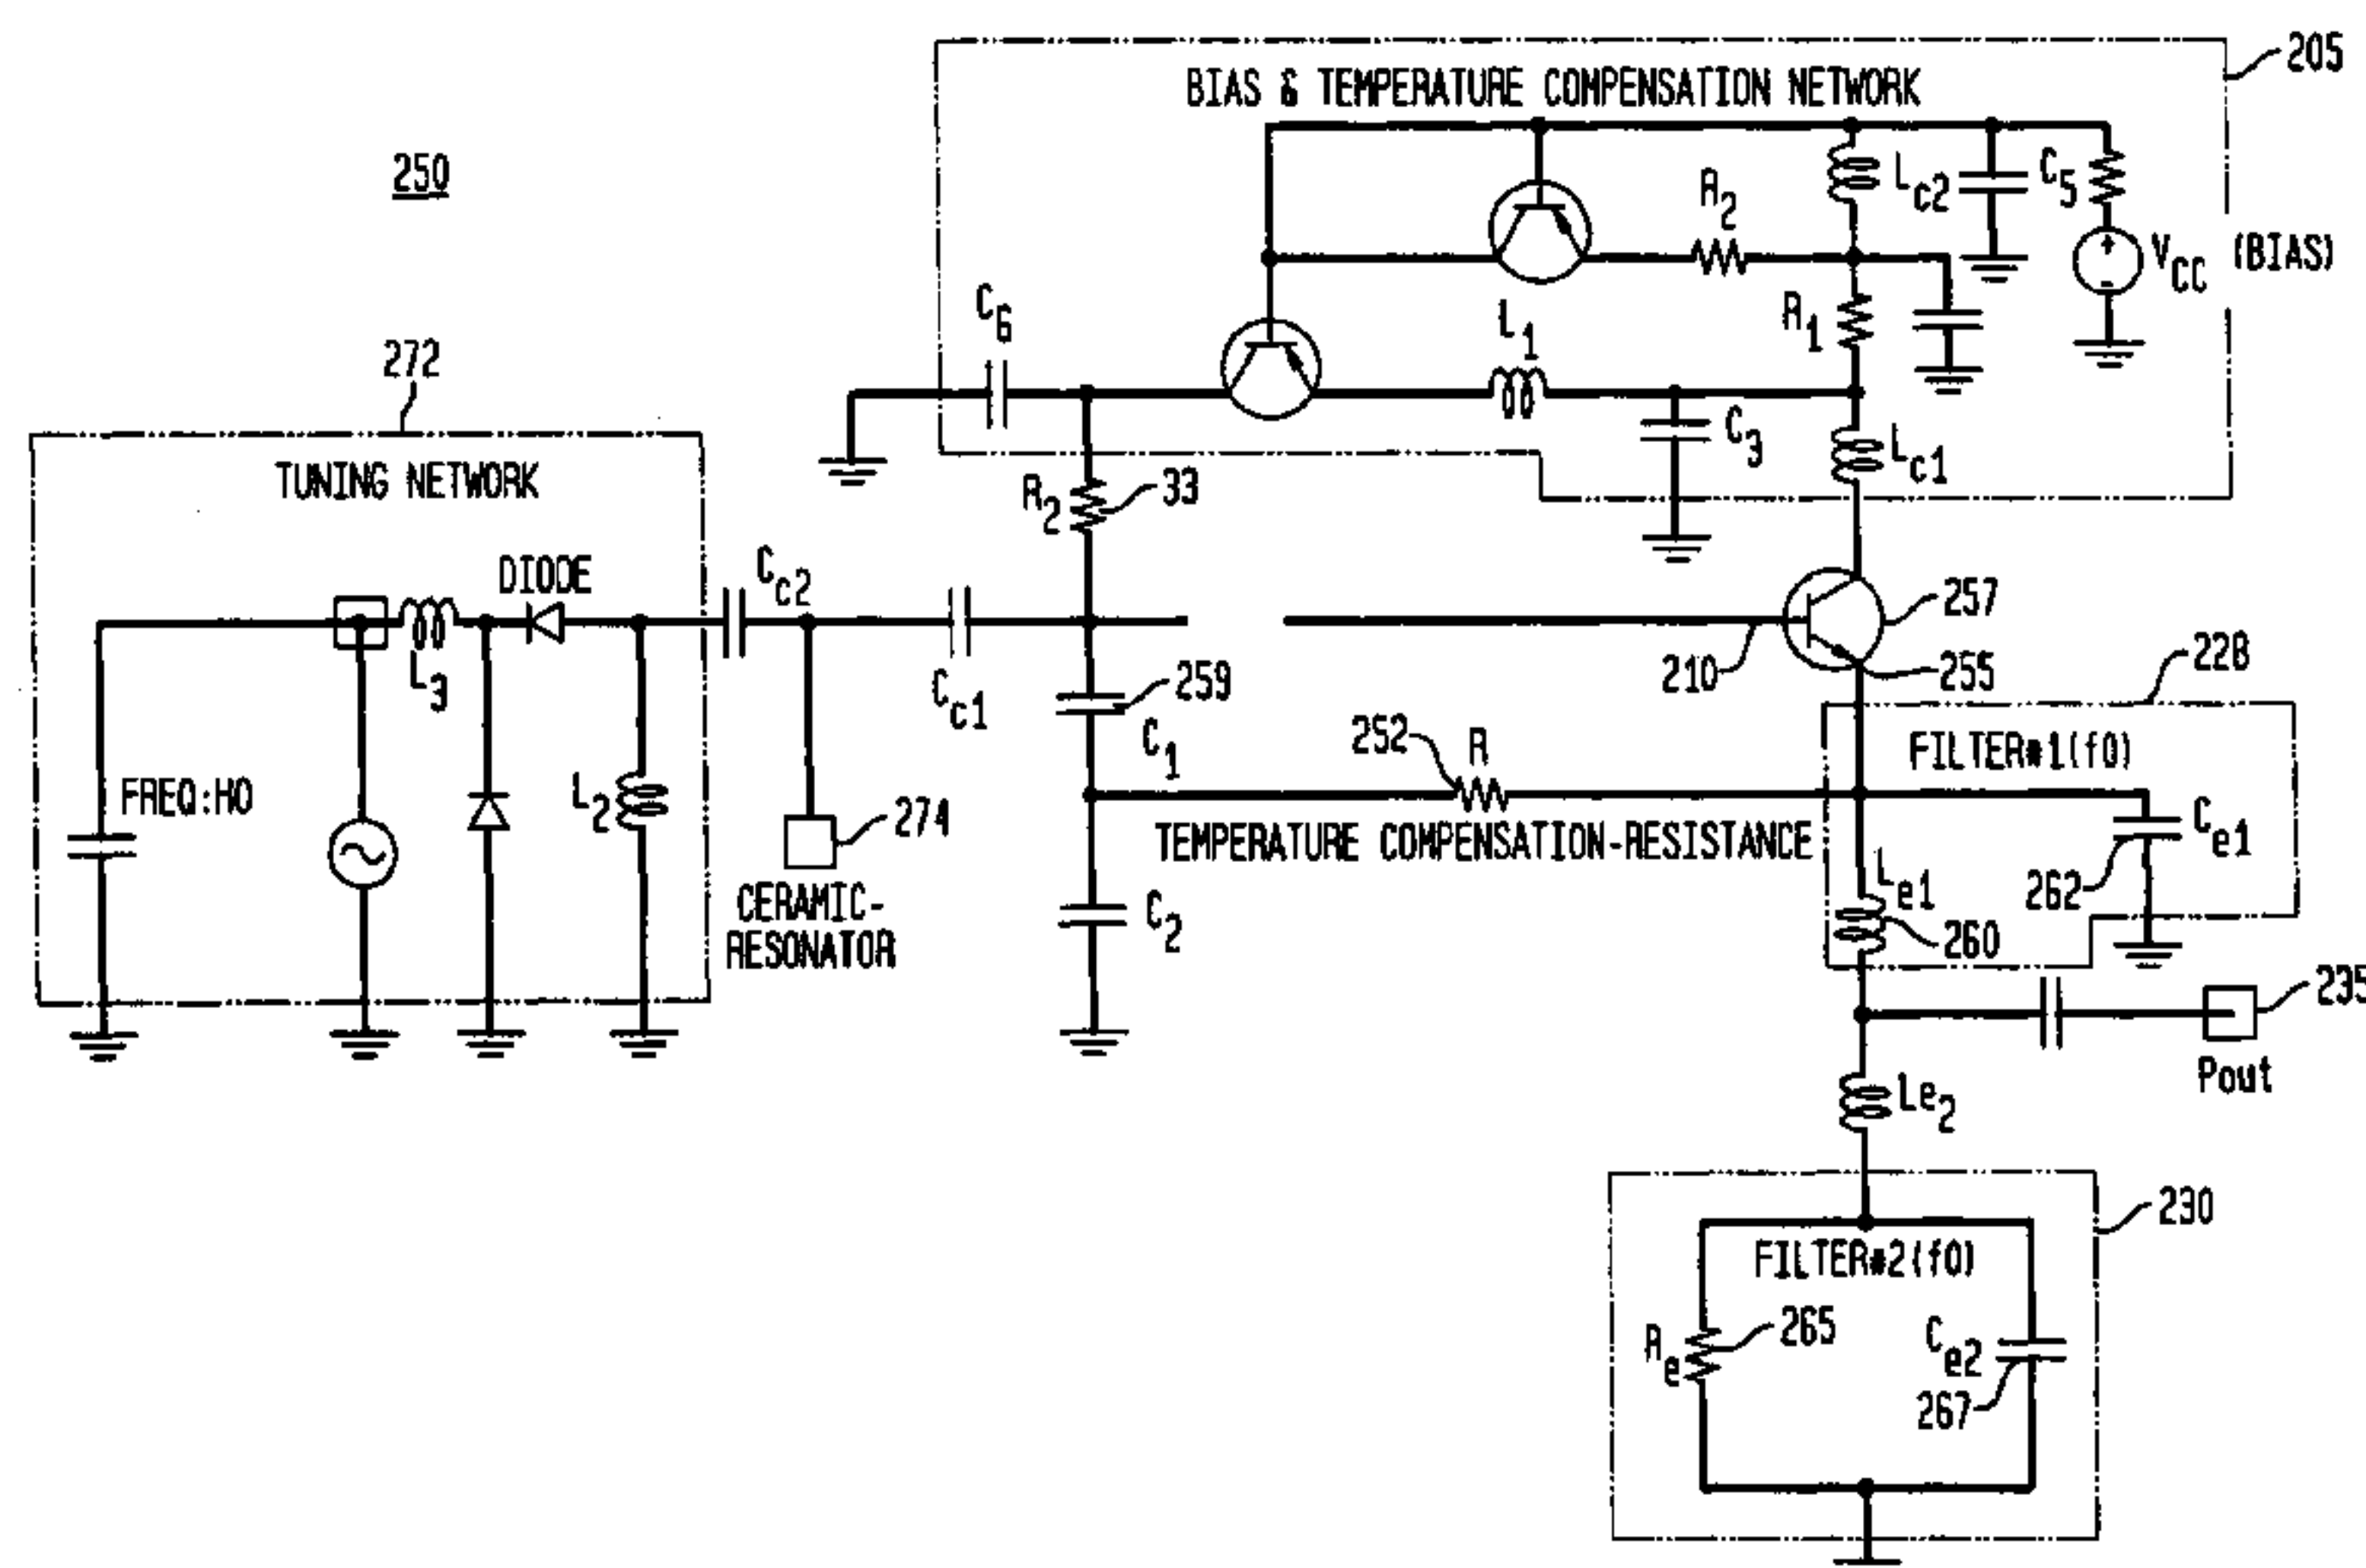 205
BIAS & TEMPERATURE COMPENSATION NETWORK
250
R2
Lc2
C5
VCC
(BIAS)
+
-
C6
L1
R1
272
C3
Lc1
TUNING NETWORK
R2
33
DIODE
Cc2
257
210
255
228
L3
Cc1
259
C1
252
R
FILTER#1(f0)
FREQ:H0
L2
274
TEMPERATURE COMPENSATION-RESISTANCE
Ce1
Le1
262
CERAMIC-
RESONATOR
C2
260
235
Pout
Le2
230
FILTER#2(f0)
Re
265
Ce2
267